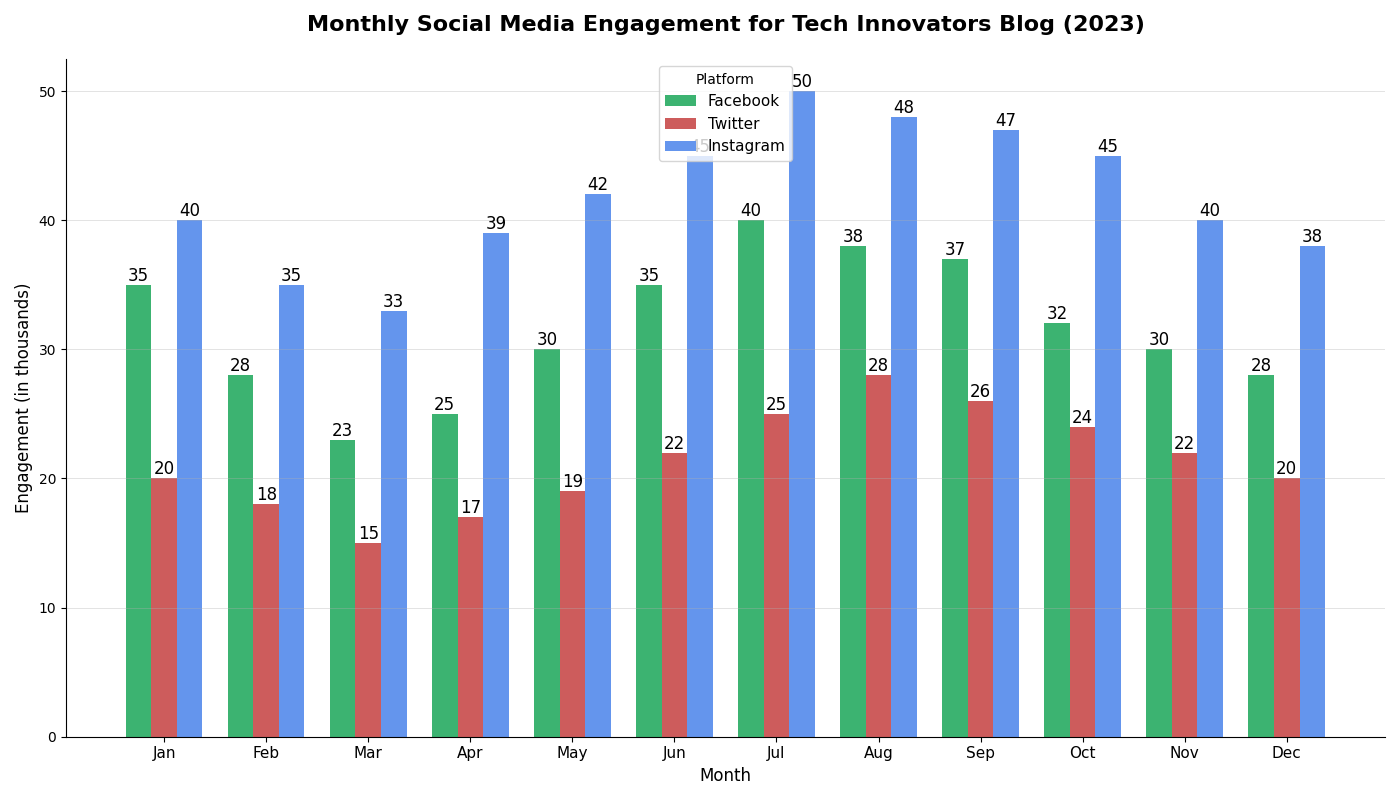 Monthly Social Media Engagement for Tech Innovators Blog (2023)
Platform
Facebook
Twitter
Instagram
Engagement (in thousands)
50
40
30
20
10
0
35
20
40
28
18
35
23
15
33
25
17
39
30
19
42
35
22
45
40
25
50
38
28
48
37
26
47
32
24
45
30
22
40
28
20
38
Jan
Feb
Mar
Apr
May
Jun
Jul
Aug
Sep
Oct
Nov
Dec
Month